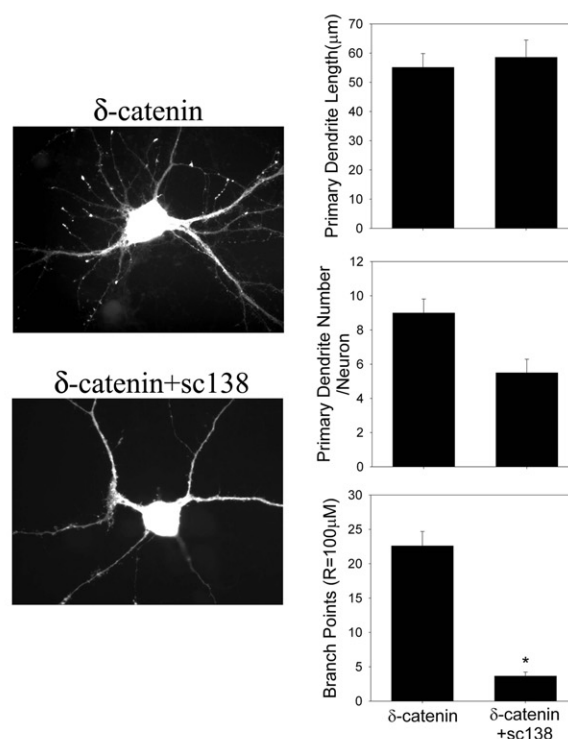 δ-catenin
δ-catenin+sc138
Primary Dendrite Length(μm)
70
60
50
40
30
20
10
0
Primary Dendrite Number
/Neuron
12
10
8
6
4
2
0
Branch Points (R=100μM)
30
25
20
15
10
5
0
*
δ-catenin
δ-catenin
+sc138